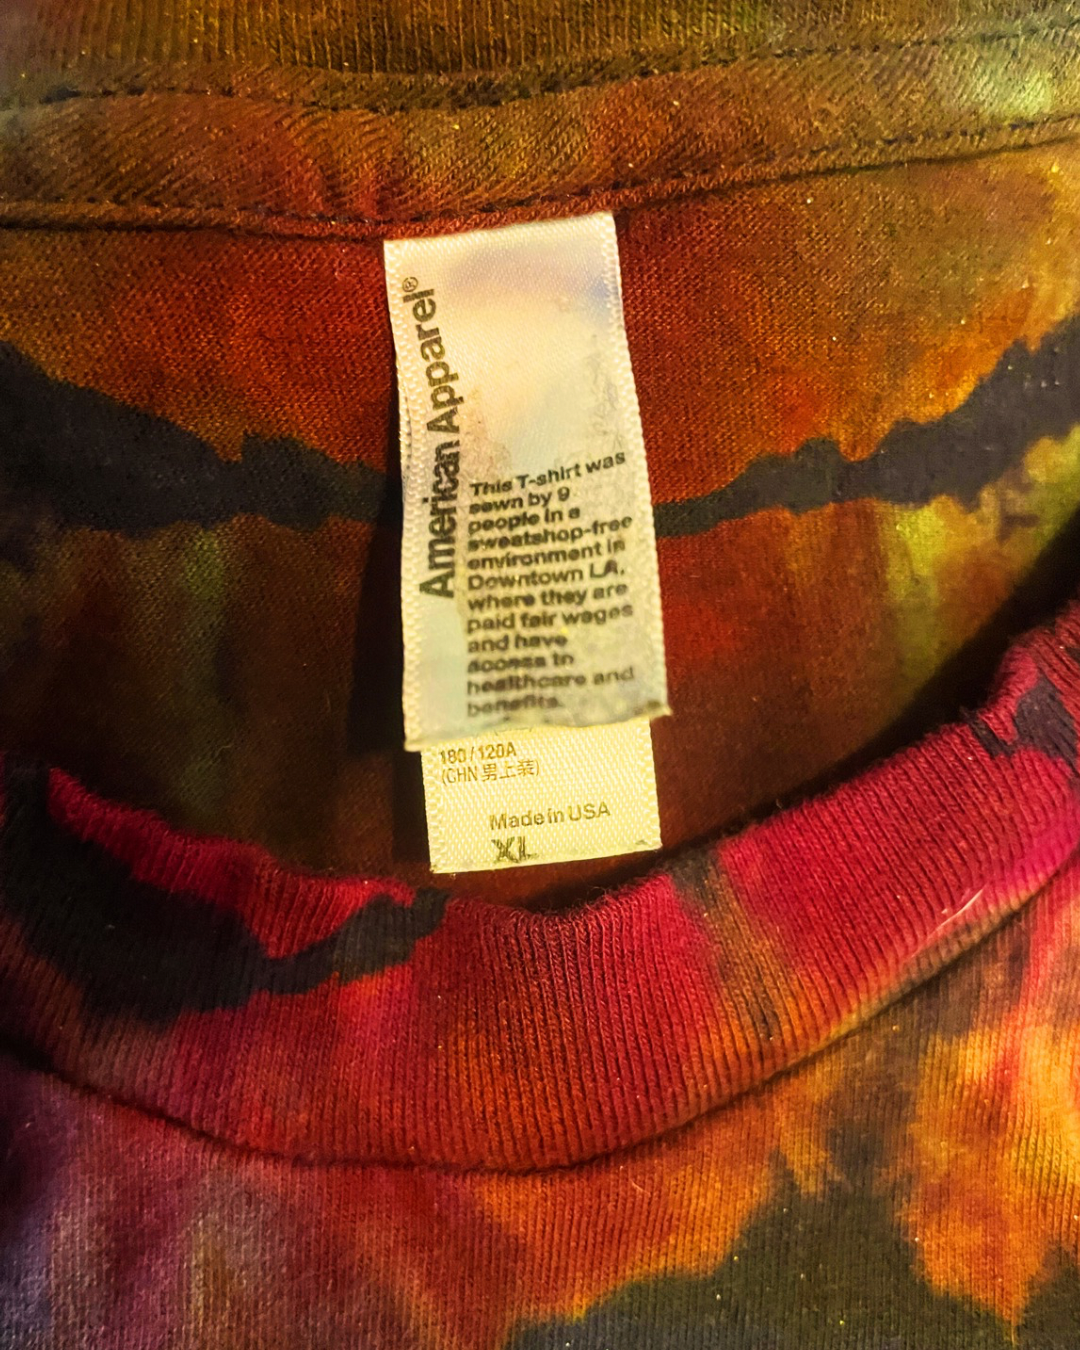 American Apparel®
This T-shirt was
sewn by 9
people in a
sweatshop-free
environment in
Downtown LA,
where they are
paid fair wages
and have
access to
healthcare and
benefits.
180/120A
(CHN 男上装)
Made in USA
XL